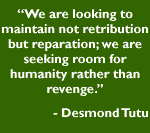 “We are looking to
maintain not retribution
but reparation; we are
seeking room for
humanity rather than
revenge.”
- Desmond Tutu